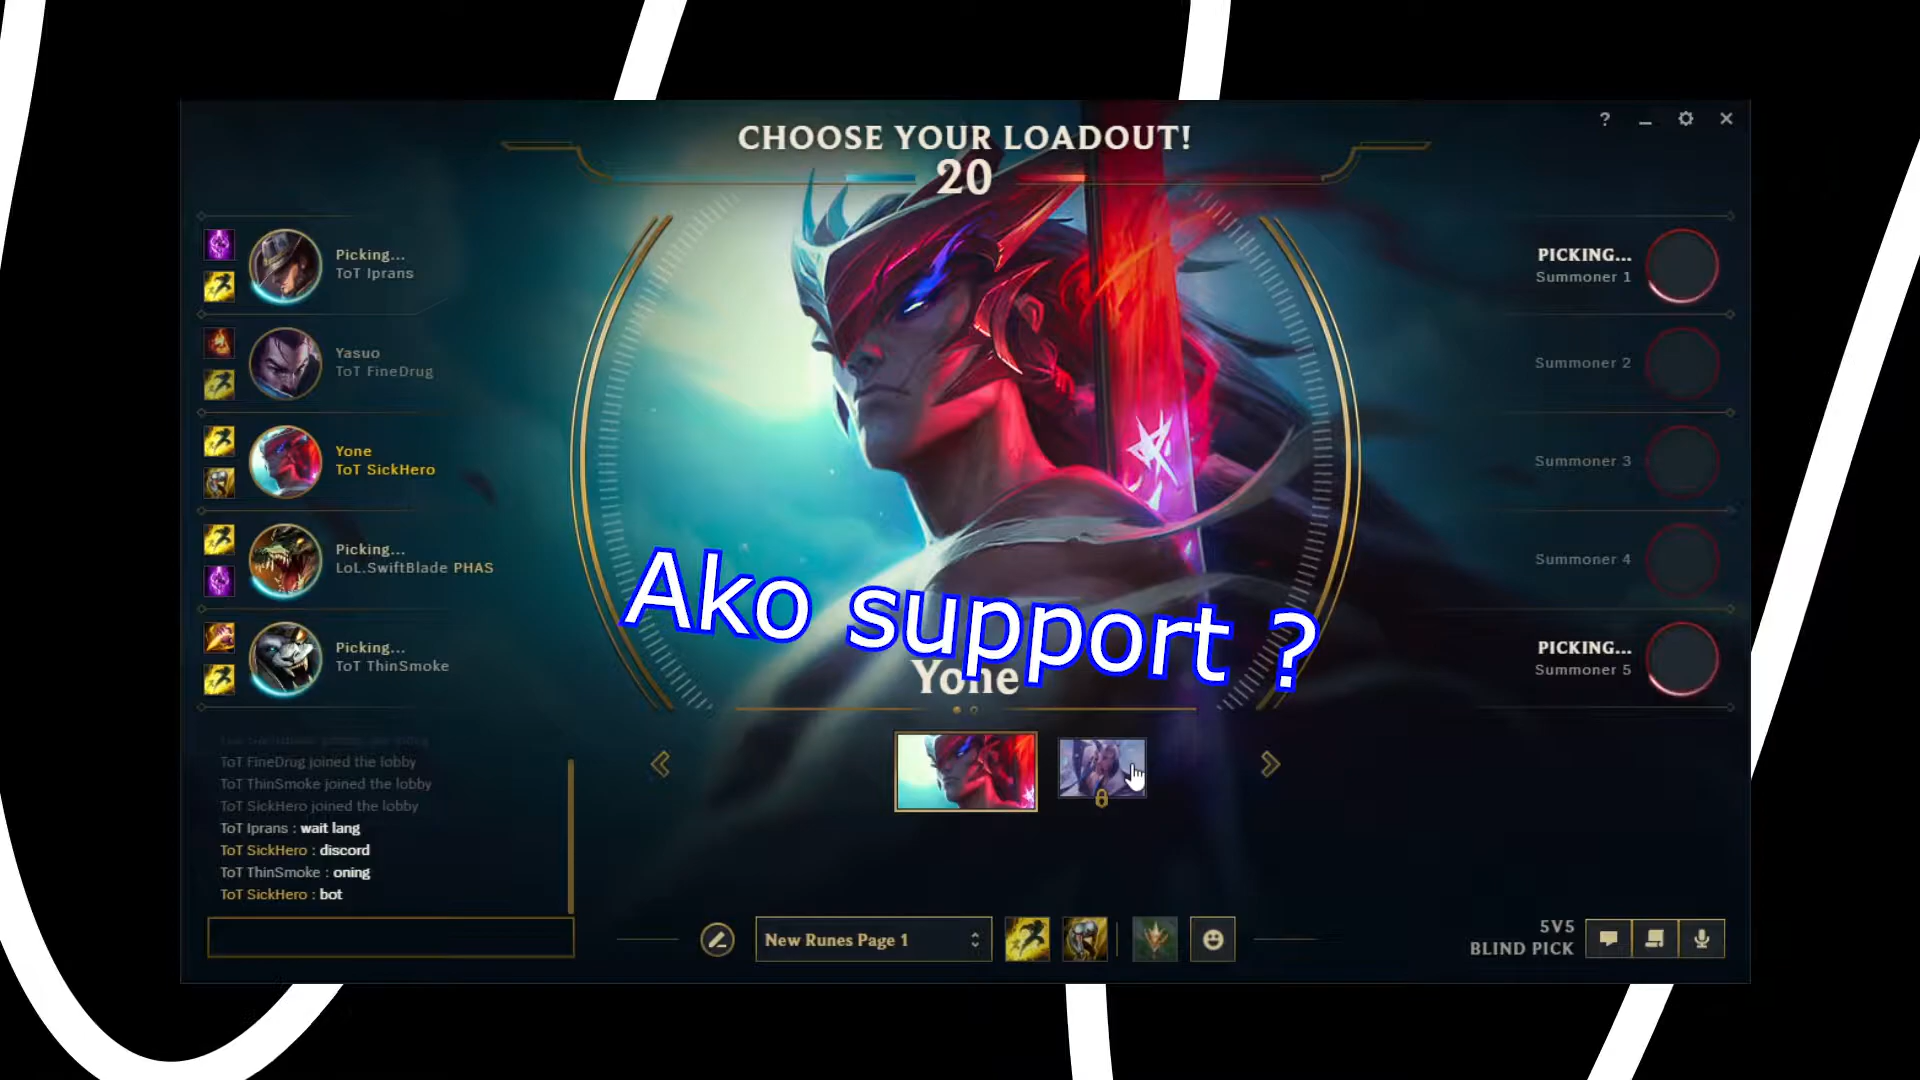 ?
CHOOSE YOUR LOADOUT!
20
Picking...
ToT Iprans
Yasuo
ToT FineDrug
Yone
ToT SickHero
Picking...
LoL.SwiftBlade PHAS
Picking...
ToT ThinSmoke
PICKING...
Summoner 1
Summoner 2
Summoner 3
Summoner 4
PICKING...
Summoner 5
Ako support ?
Yone
ToT FineDrug joined the lobby
ToT ThinSmoke joined the lobby
ToT SickHero joined the lobby
ToT Iprans : wait lang
ToT SickHero : discord
ToT ThinSmoke : oning
ToT SickHero : bot
New Runes Page 1
5V5
BLIND PICK